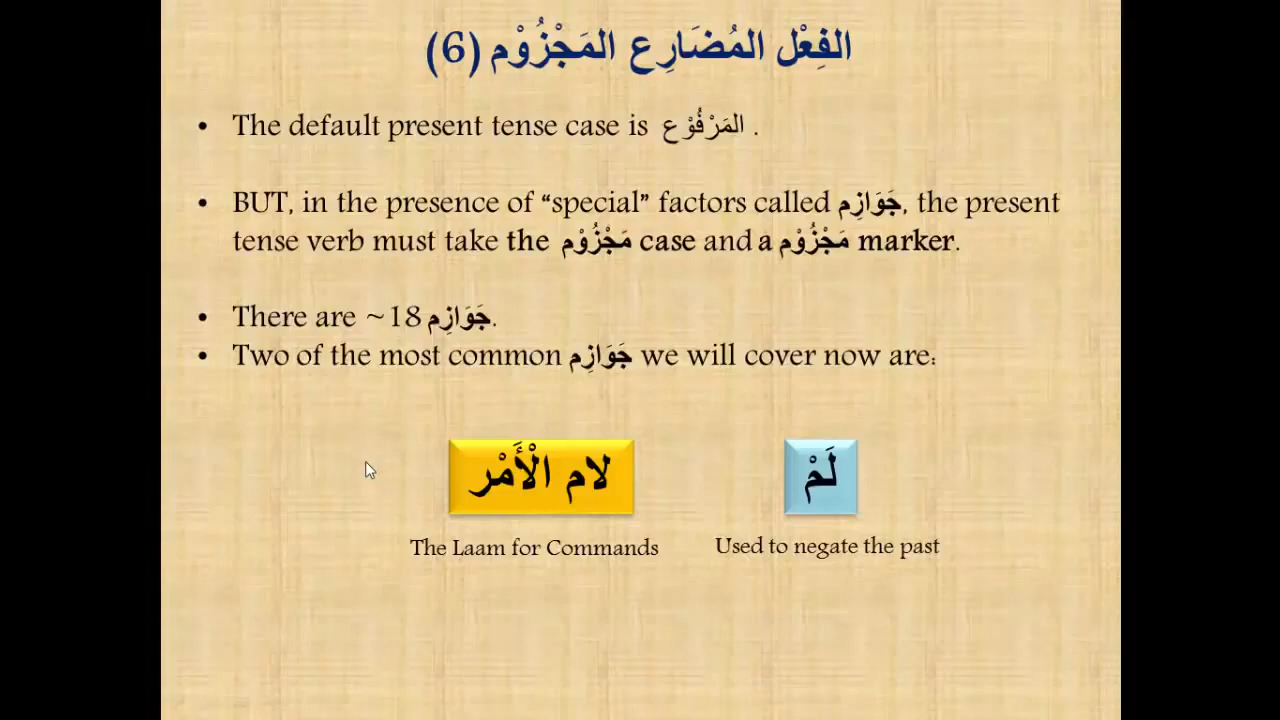 الفِعْل المُضَارِع المَجْزُوْم (6)
• The default present tense case is المَرْفُوْع .
• BUT, in the presence of “special” factors called جَوَازِم, the present
tense verb must take the مَجْزُوْم case and a مَجْزُوْم marker.
• There are ~18 جَوَازِم.
• Two of the most common جَوَازِم we will cover now are:
لام الْأَمْر
لَمْ
The Laam for Commands
Used to negate the past